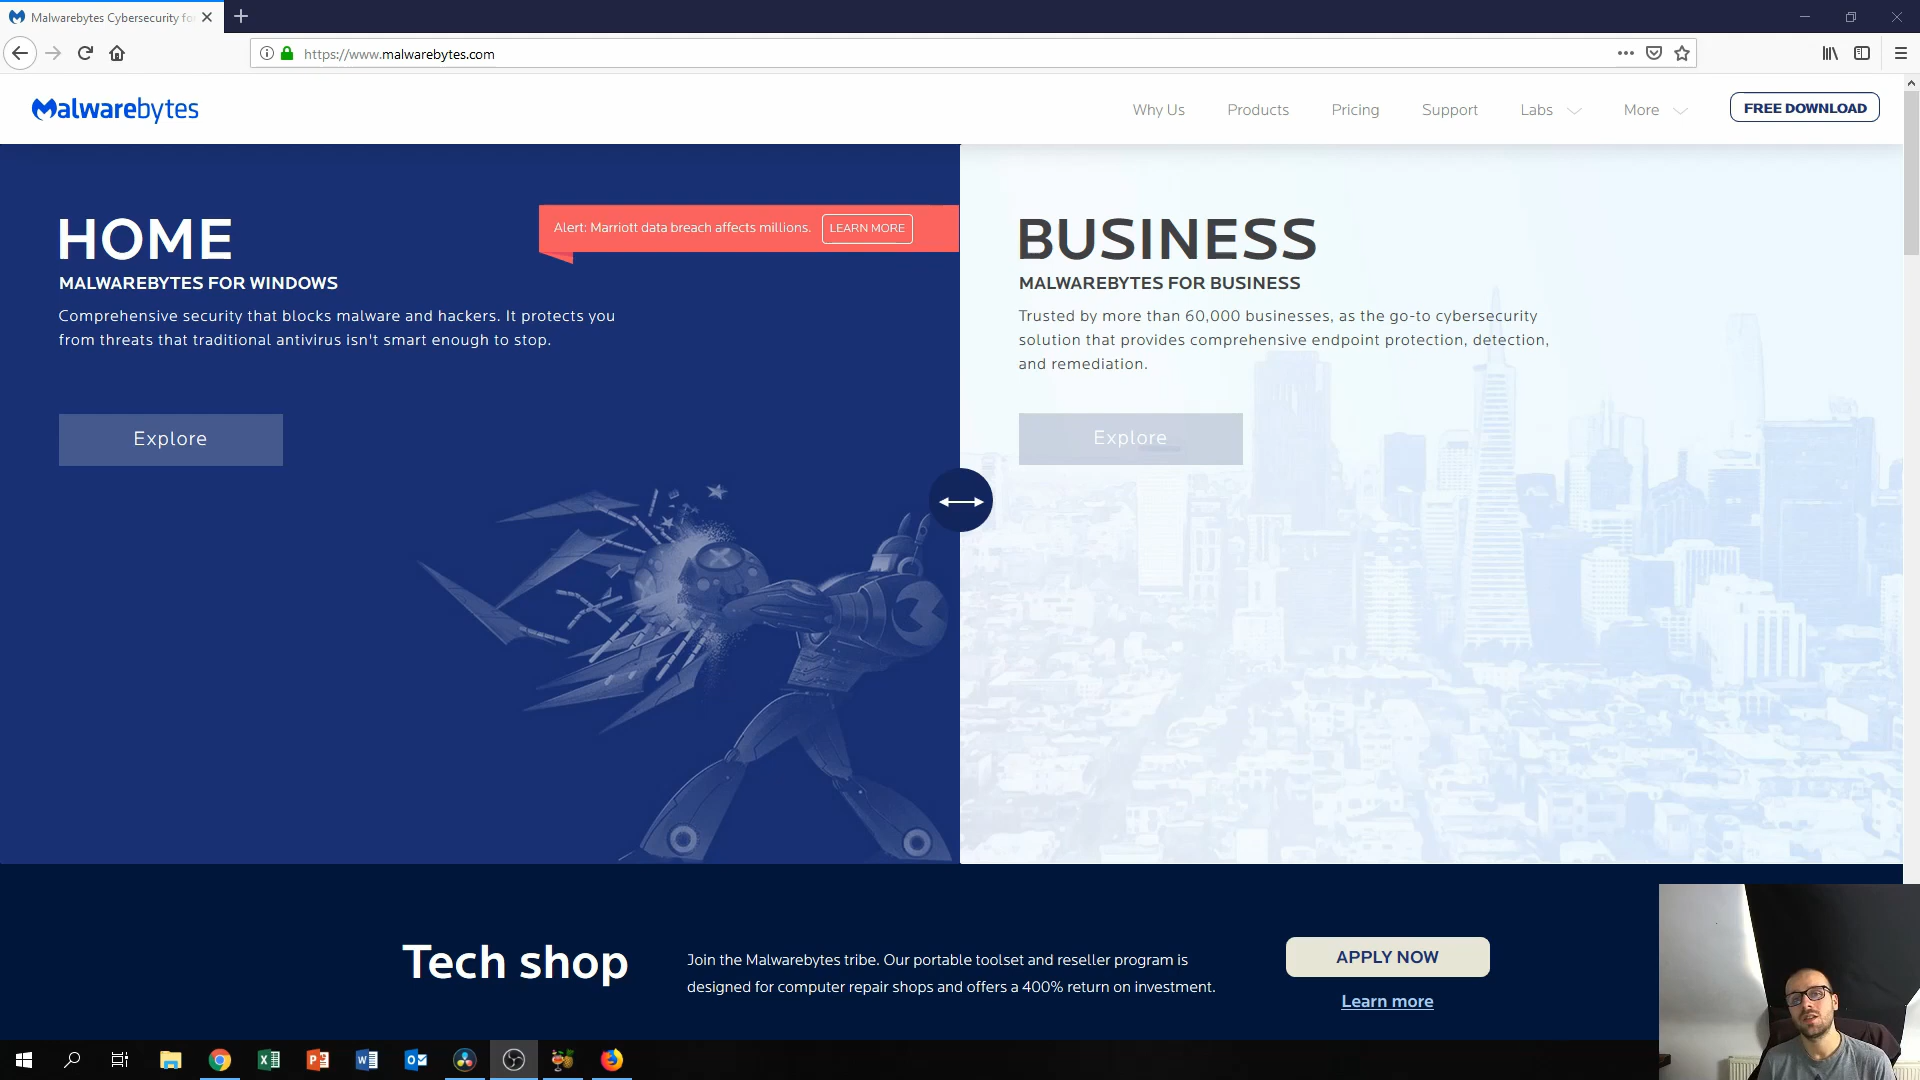 Malwarebytes Cybersecurity fo
https://www.malwarebytes.com
Malwarebytes
Why Us
Products
Pricing
Support
Labs
More
FREE DOWNLOAD
HOME
MALWAREBYTES FOR WINDOWS
Comprehensive security that blocks malware and hackers. It protects you
from threats that traditional antivirus isn't smart enough to stop.
Explore
Alert: Marriott data breach affects millions.
LEARN MORE
BUSINESS
MALWAREBYTES FOR BUSINESS
Trusted by more than 60,000 businesses, as the go-to cybersecurity
solution that provides comprehensive endpoint protection, detection,
and remediation.
Explore
Tech shop
Join the Malwarebytes tribe. Our portable toolset and reseller program is
designed for computer repair shops and offers a 400% return on investment.
APPLY NOW
Learn more